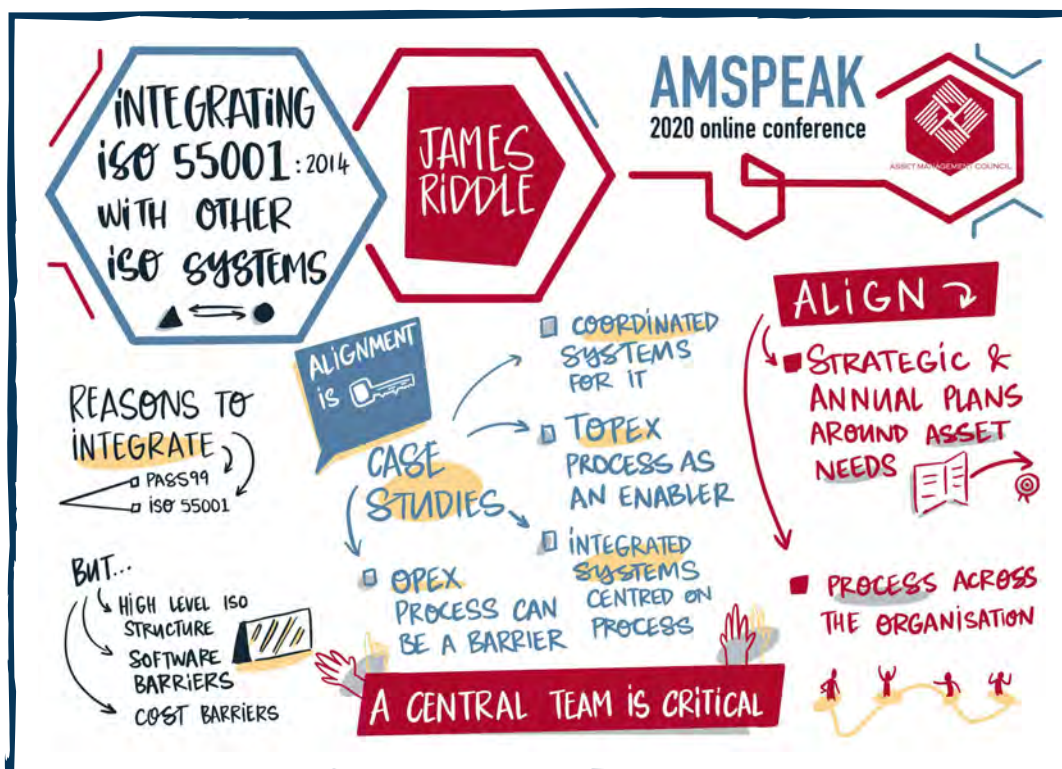 iNTEGRATiNG
iSO 55001:2014
WiTH OTHER
iSO SYSTEMS
JAMES
RiDDLE
AMSPEAK
2020 online conference
ASSET MANAGEMENT COUNCIL
REASONS TO
iNTEGRATE
PASS99
iSO 55001
BUT...
HIGH LEVEL ISO
STRUCTURE
SOFTWARE
BARRiERS
COST BARRiERS
ALiGNMENT
iS
CASE
STUDIES
COORDiNATED
SYSTEMS
FOR IT
TOPEX
PROCESS AS
AN ENABLER
iNTEGRATED
SYSTEMS
CENTRED ON
PROCESS
OPEX
PROCESS CAN
BE A BARRIER
A CENTRAL TEAM iS CRiTiCAL
ALiGN
STRATEGiC &
ANNUAL PLANS
AROUND ASSET
NEEDS
PROCESS ACROSS
THE ORGANISATION